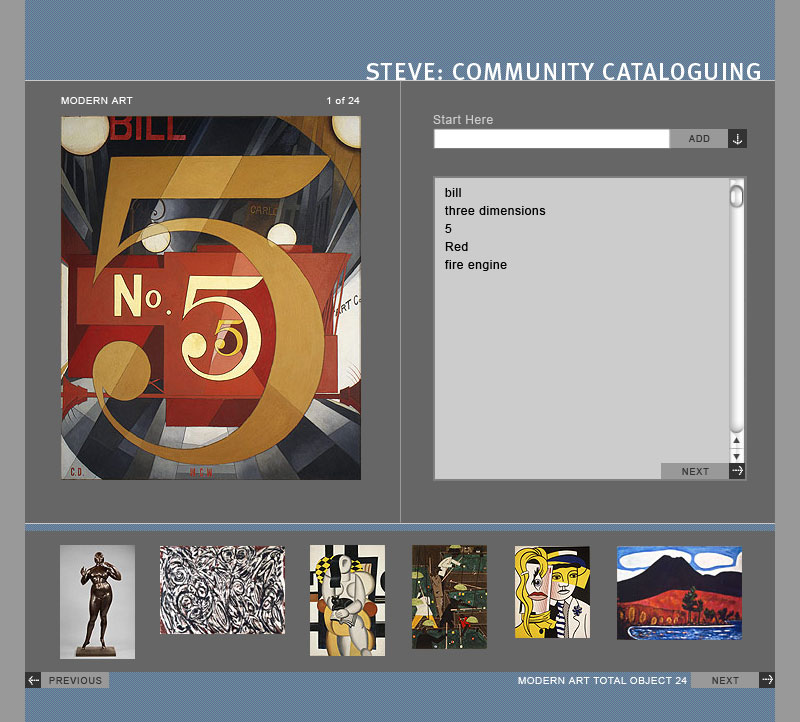 STEVE: COMMUNITY CATALOGUING
MODERN ART
1 of 24
BILL
CARLO
No. 5
5
5
ART Co
C.D.
W.C.W.
Start Here
ADD
bill
three dimensions
5
Red
fire engine
NEXT
PREVIOUS
MODERN ART TOTAL OBJECT 24
NEXT